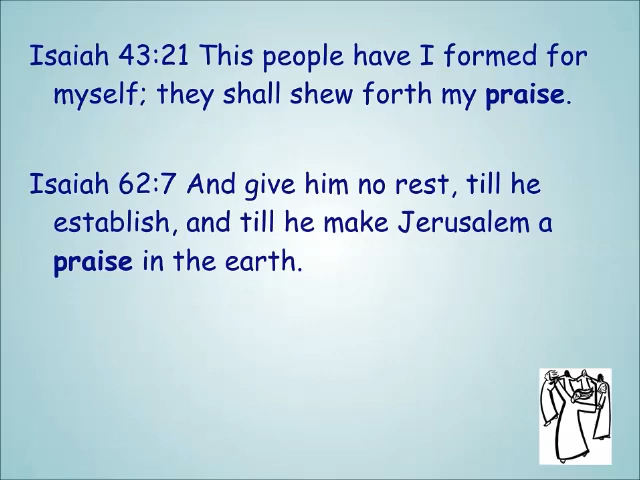 Isaiah 43:21 This people have I formed for
myself; they shall shew forth my praise.
Isaiah 62:7 And give him no rest, till he
establish, and till he make Jerusalem a
praise in the earth.